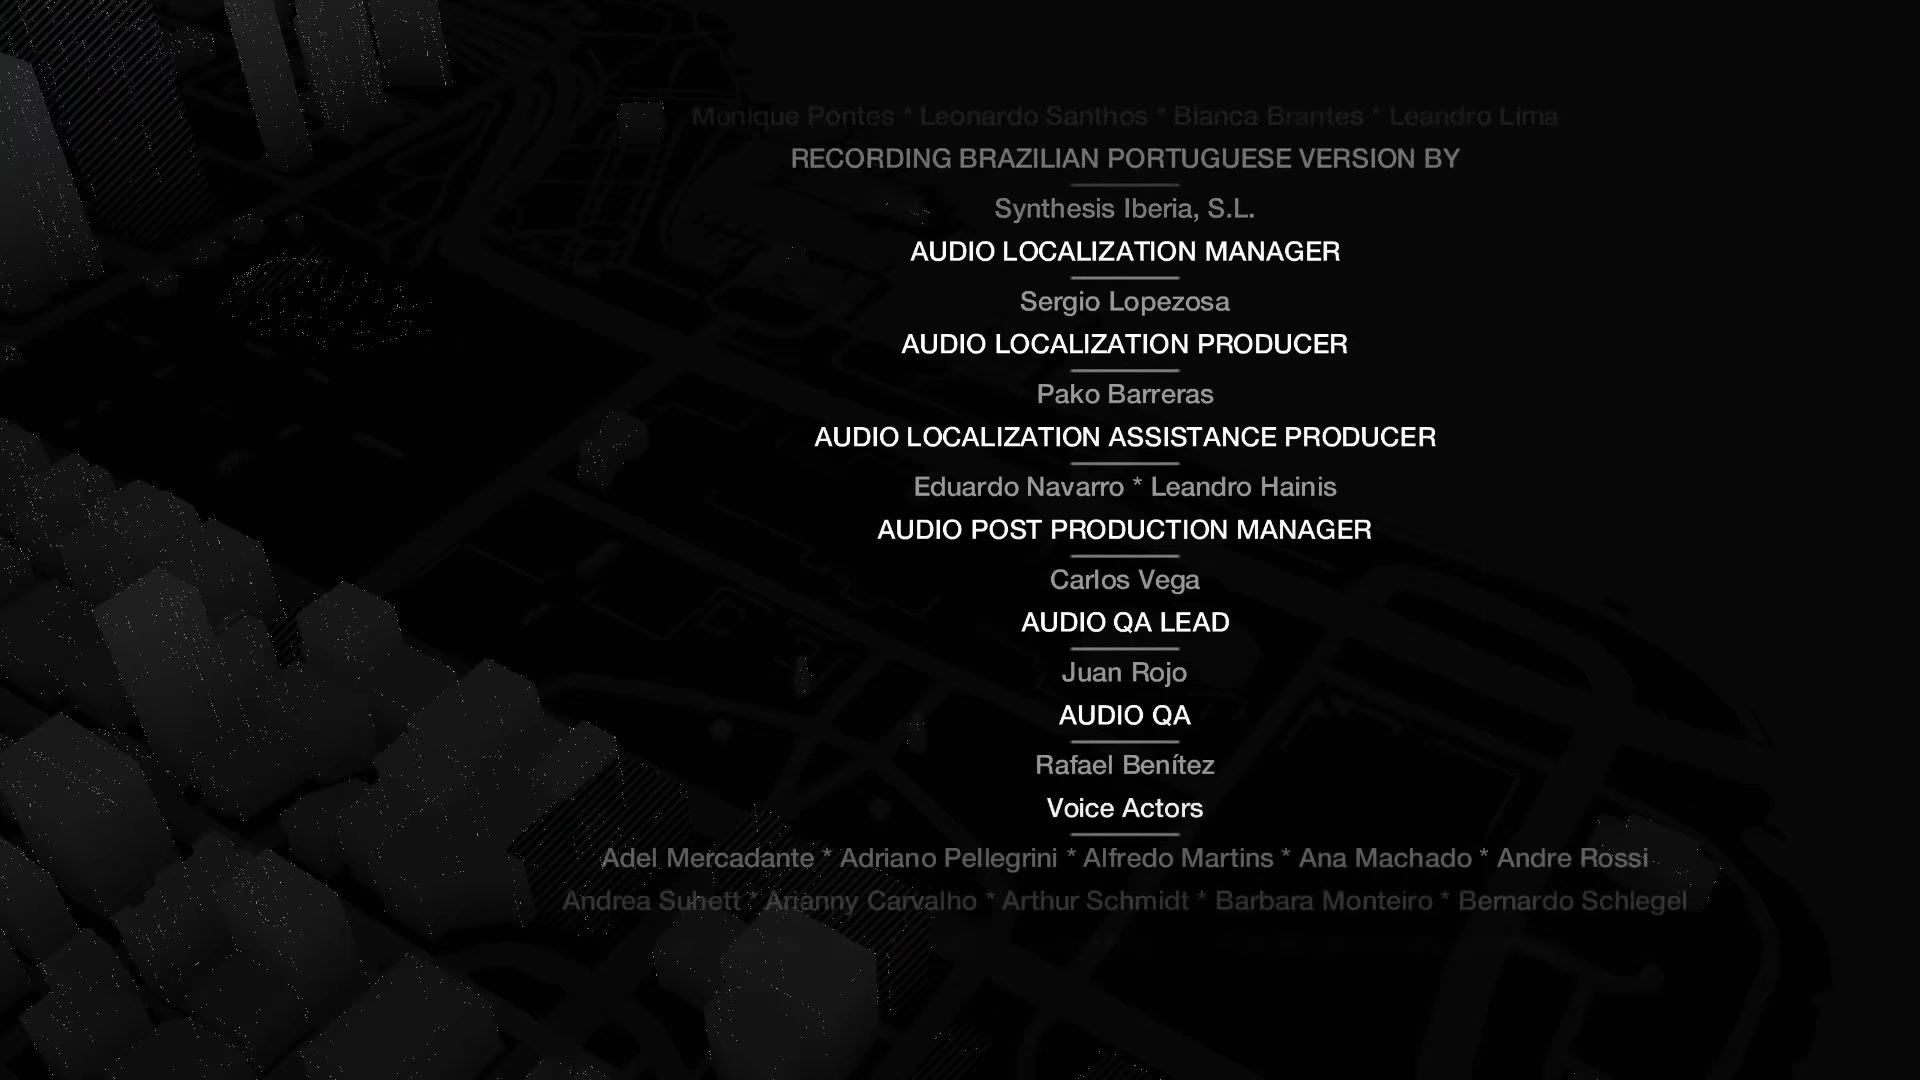 Monique Pontes * Leonardo Santhos * Bianca Brantes * Leandro Lima
RECORDING BRAZILIAN PORTUGUESE VERSION BY
Synthesis Iberia, S.L.
AUDIO LOCALIZATION MANAGER
Sergio Lopezosa
AUDIO LOCALIZATION PRODUCER
Pako Barreras
AUDIO LOCALIZATION ASSISTANCE PRODUCER
Eduardo Navarro * Leandro Hainis
AUDIO POST PRODUCTION MANAGER
Carlos Vega
AUDIO QA LEAD
Juan Rojo
AUDIO QA
Rafael Benítez
Voice Actors
Adel Mercadante * Adriano Pellegrini * Alfredo Martins * Ana Machado * Andre Rossi
Andrea Suhett * Arianny Carvalho * Arthur Schmidt * Barbara Monteiro * Bernardo Schlegel